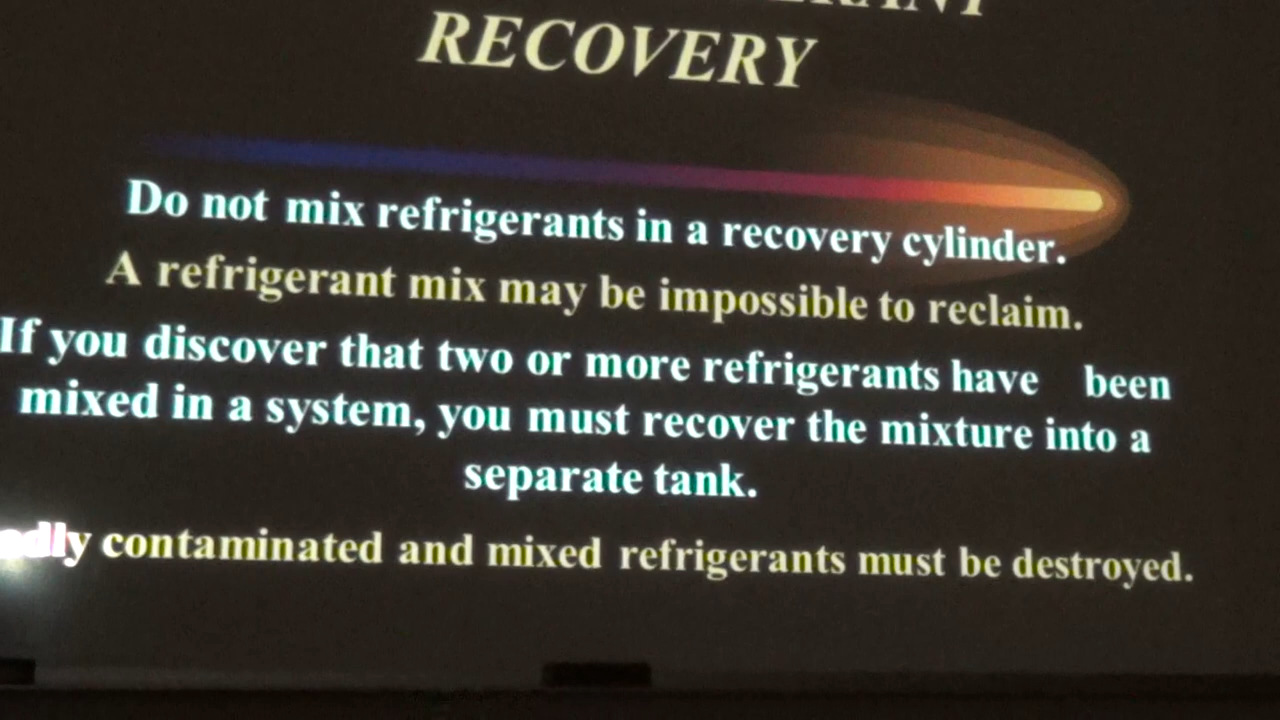 RECOVERY
Do not mix refrigerants in a recovery cylinder.
A refrigerant mix may be impossible to reclaim.
If you discover that two or more refrigerants have been
mixed in a system, you must recover the mixture into a
separate tank.
contaminated and mixed refrigerants must be destroyed.